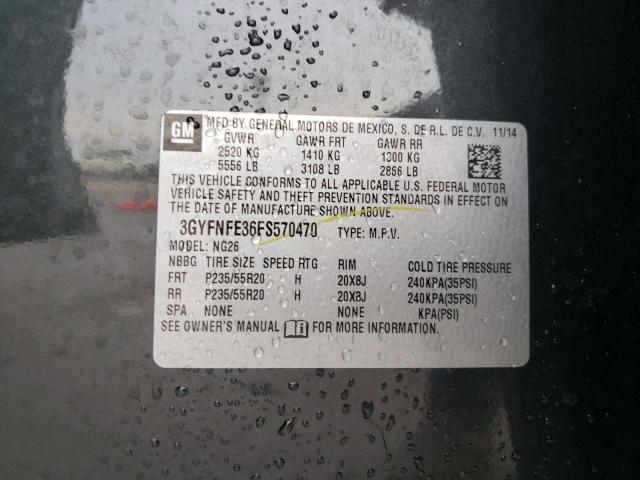 GM
MFD BY GENERAL MOTORS DE MEXICO, S. DE R.L. DE C.V. 11/14
GVWR GAWR FRT GAWR RR
2520 KG 1410 KG 1300 KG
5556 LB 3108 LB 2866 LB
THIS VEHICLE CONFORMS TO ALL APPLICABLE U.S. FEDERAL MOTOR
VEHICLE SAFETY AND THEFT PREVENTION STANDARDS IN EFFECT ON
THE DATE OF MANUFACTURE SHOWN ABOVE.
3GYFNFE36FS570470 TYPE: M.P.V.
MODEL: NG26
NBBG TIRE SIZE SPEED RTG RIM COLD TIRE PRESSURE
FRT P235/55R20 H 20X8J 240KPA(35PSI)
RR P235/55R20 H 20X8J 240KPA(35PSI)
SPA NONE NONE KPA(PSI)
SEE OWNER'S MANUAL FOR MORE INFORMATION.